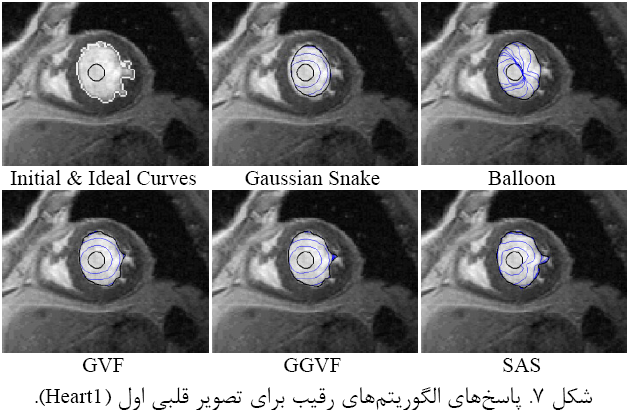 Initial & Ideal Curves
Gaussian Snake
Balloon
GVF
GGVF
SAS
شکل ۷. پاسخ‌های الگوریتم‌های رقیب برای تصویر قلبی اول (Heart1).